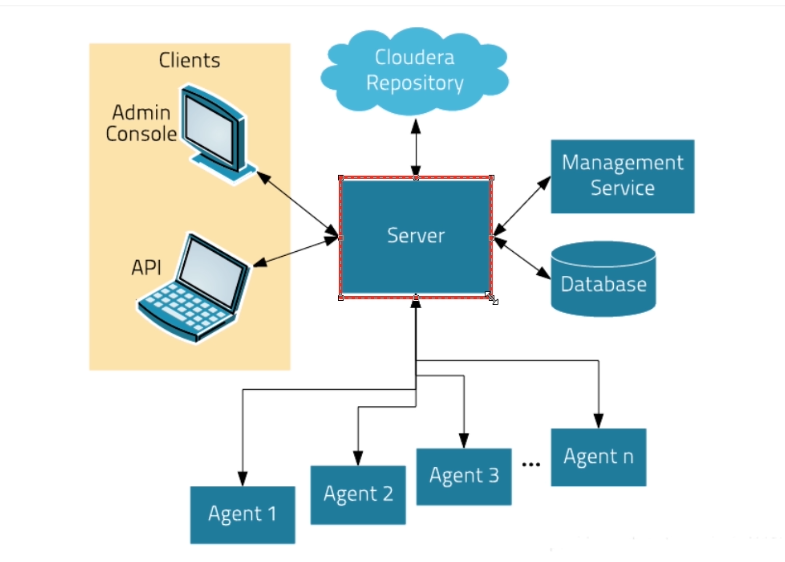 Clients
Cloudera
Repository
Admin
Console
Management
Service
Server
API
Database
Agent 1
Agent 2
Agent 3
...
Agent n